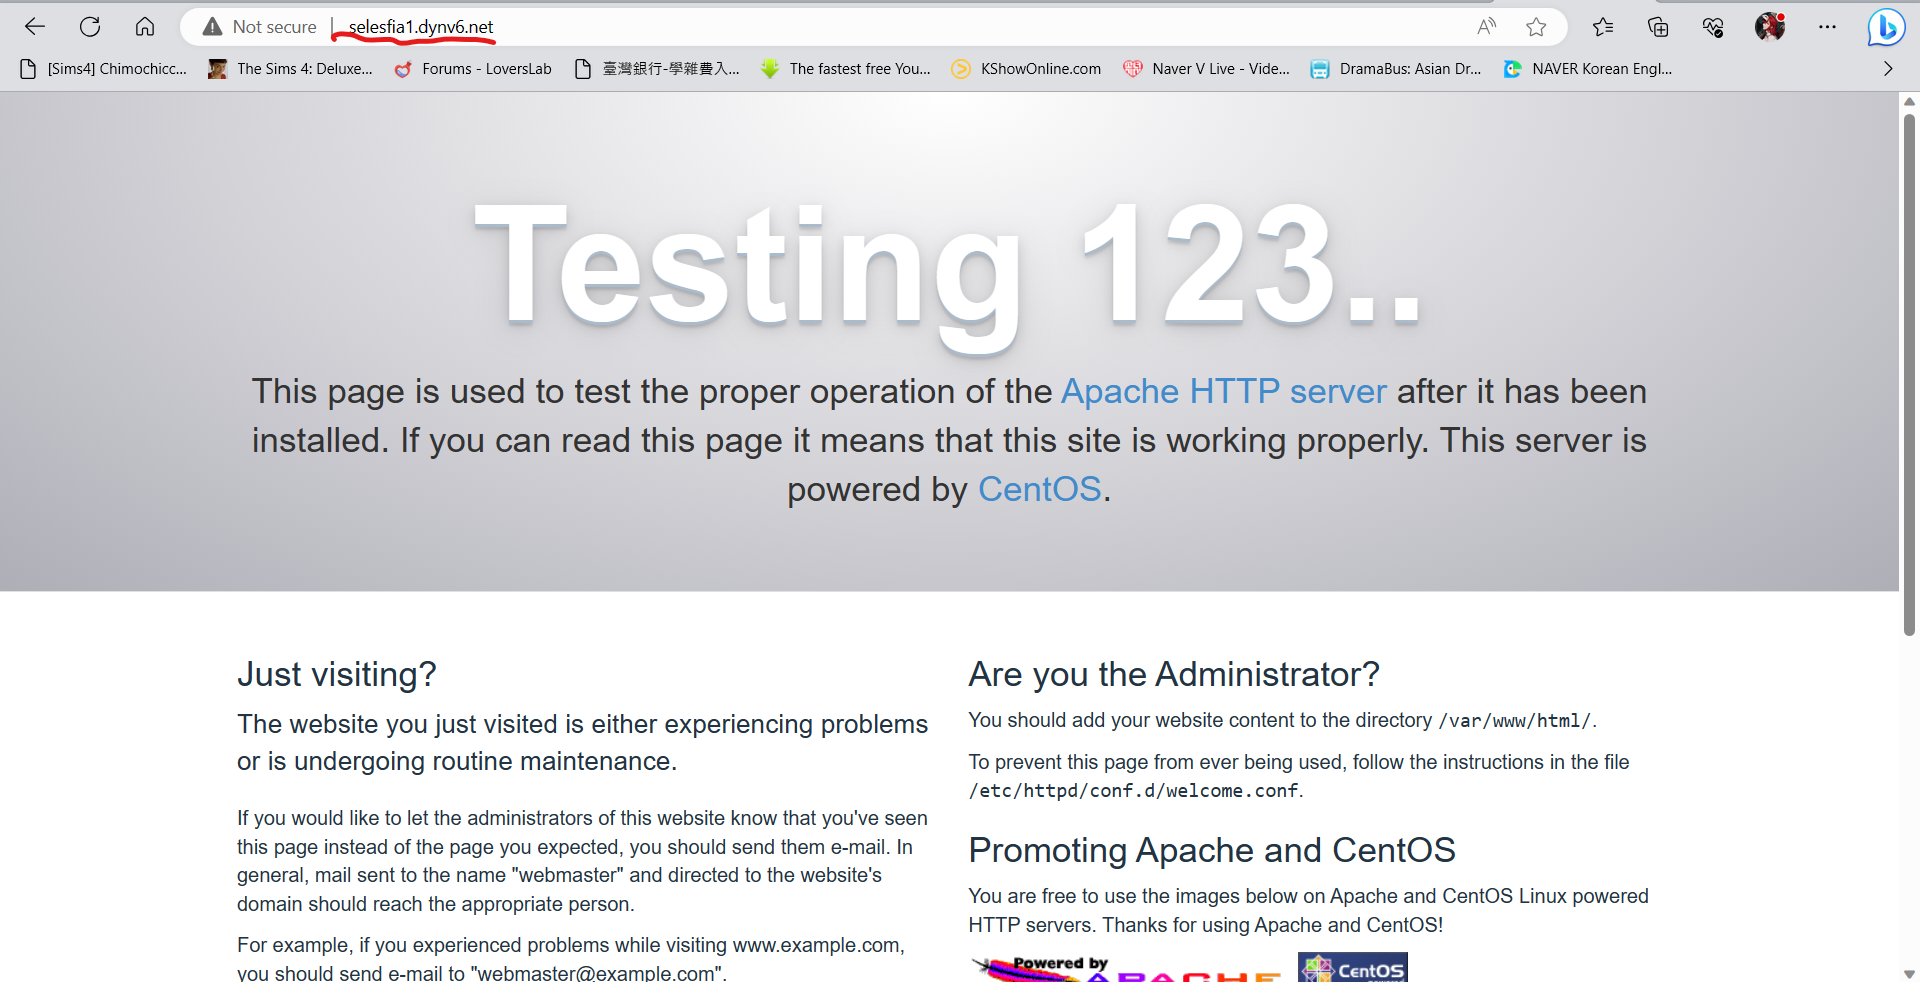 Not secure | selesfia1.dynv6.net
[Sims4] Chimochicc... The Sims 4: Deluxe... Forums - LoversLab 臺灣銀行-學雜費入... The fastest free You... KShowOnline.com Naver V Live - Vide... DramaBus: Asian Dr... NAVER Korean Engl...
Testing 123..
This page is used to test the proper operation of the Apache HTTP server after it has been
installed. If you can read this page it means that this site is working properly. This server is
powered by CentOS.
Just visiting?
The website you just visited is either experiencing problems
or is undergoing routine maintenance.
If you would like to let the administrators of this website know that you've seen
this page instead of the page you expected, you should send them e-mail. In
general, mail sent to the name "webmaster" and directed to the website's
domain should reach the appropriate person.
For example, if you experienced problems while visiting www.example.com,
you should send e-mail to "webmaster@example.com".
Are you the Administrator?
You should add your website content to the directory /var/www/html/.
To prevent this page from ever being used, follow the instructions in the file
/etc/httpd/conf.d/welcome.conf.
Promoting Apache and CentOS
You are free to use the images below on Apache and CentOS Linux powered
HTTP servers. Thanks for using Apache and CentOS!
Powered by
APACHE
CentOS